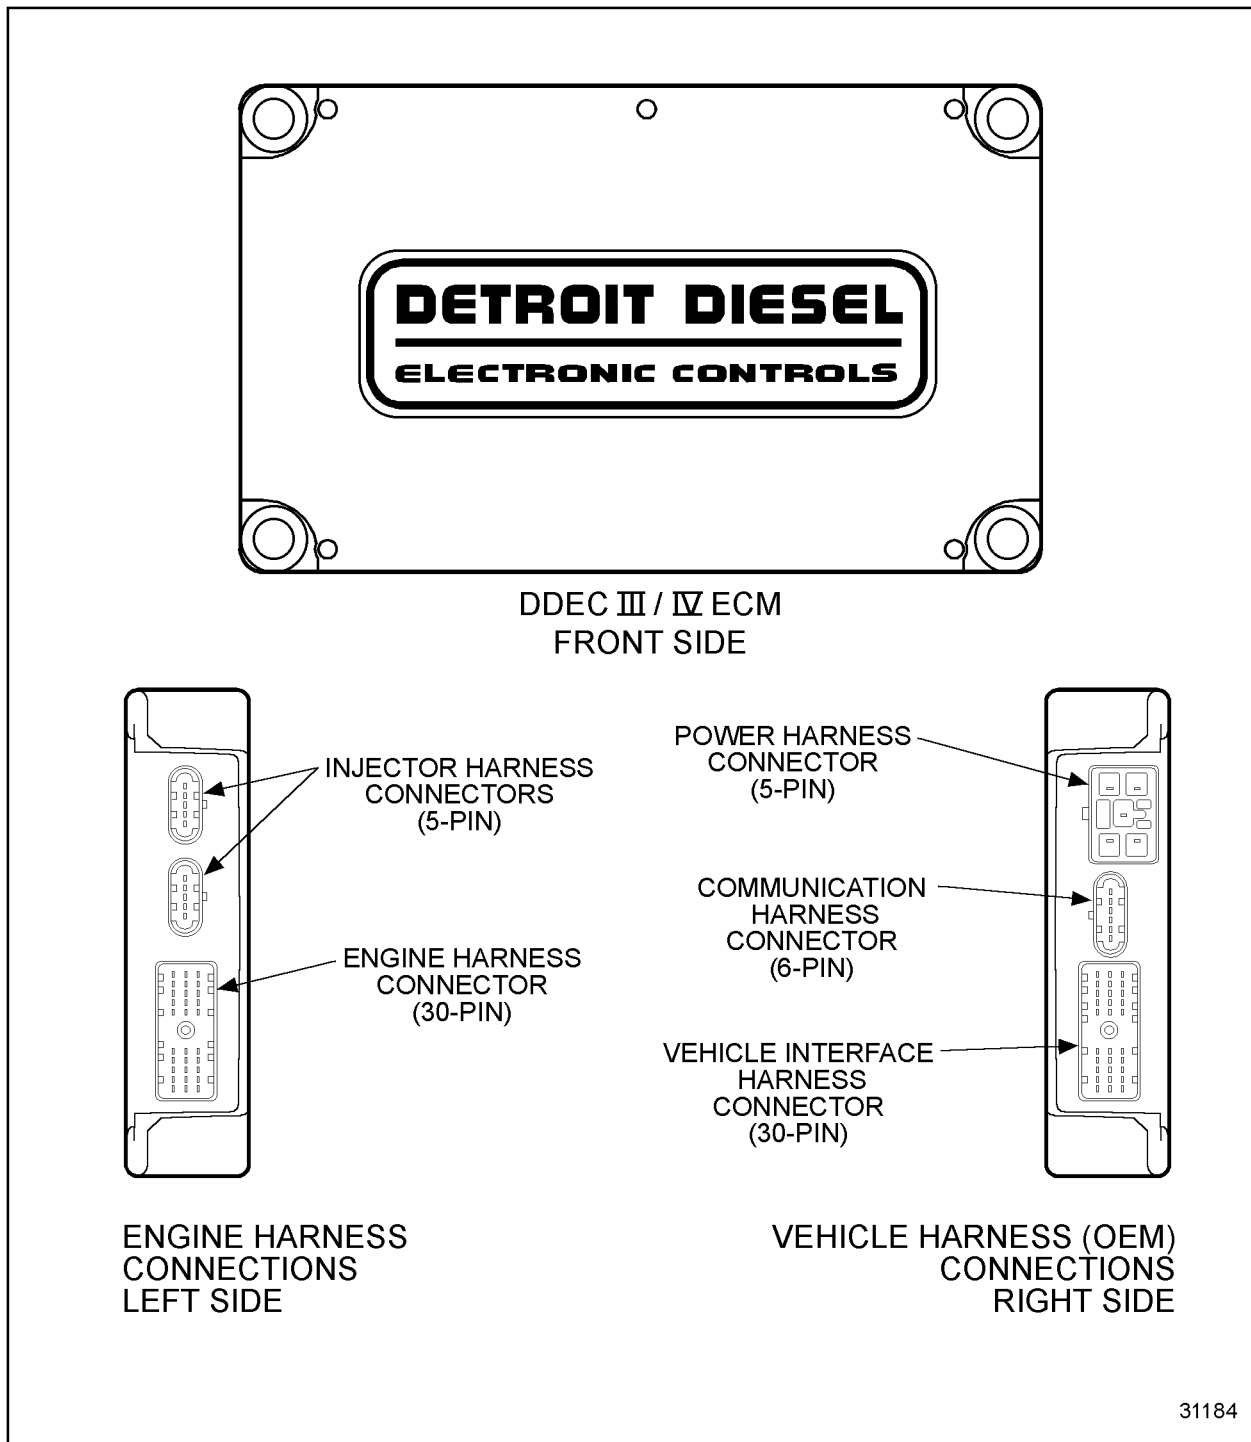 DETROIT DIESEL
ELECTRONIC CONTROLS
DDEC III / IV ECM
FRONT SIDE
INJECTOR HARNESS
CONNECTORS
(5-PIN)
ENGINE HARNESS
CONNECTOR
(30-PIN)
POWER HARNESS
CONNECTOR
(5-PIN)
COMMUNICATION
HARNESS
CONNECTOR
(6-PIN)
VEHICLE INTERFACE
HARNESS
CONNECTOR
(30-PIN)
ENGINE HARNESS
CONNECTIONS
LEFT SIDE
VEHICLE HARNESS (OEM)
CONNECTIONS
RIGHT SIDE
31184